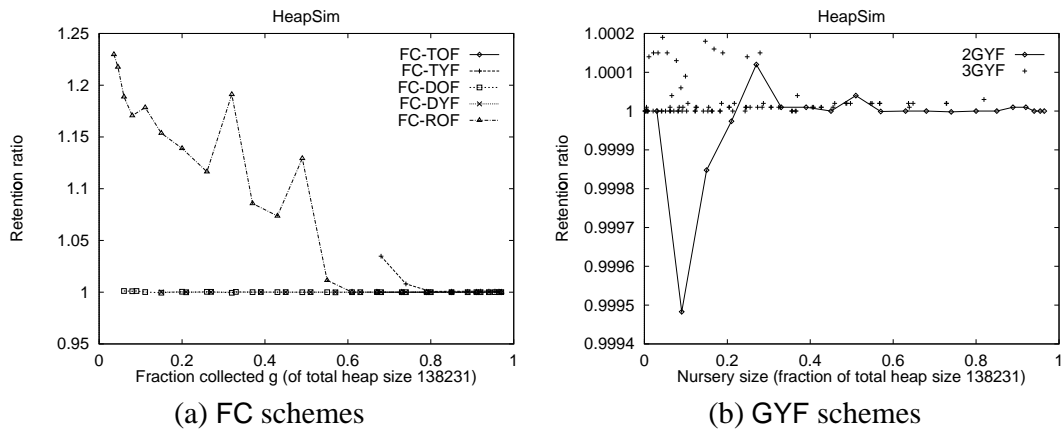 HeapSim
1.25
1.2
1.15
1.1
1.05
1
0.95
Retention ratio
FC-TOF
FC-TYF
FC-DOF
FC-DYF
FC-ROF
0
0.2
0.4
0.6
0.8
1
Fraction collected g (of total heap size 138231)
(a) FC schemes
HeapSim
1.0002
1.0001
1
0.9999
0.9998
0.9997
0.9996
0.9995
0.9994
Retention ratio
2GYF
3GYF
0
0.2
0.4
0.6
0.8
1
Nursery size (fraction of total heap size 138231)
(b) GYF schemes